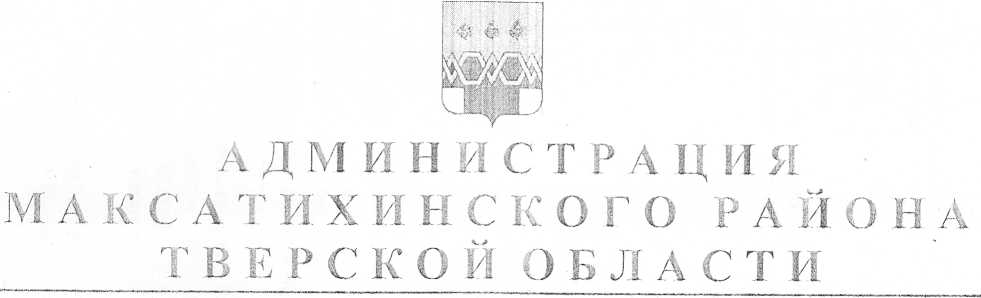 АДМИНИСТРАЦИЯ
МАКСАТИХИНСКОГО РАЙОНА
ТВЕРСКОЙ ОБЛАСТИ